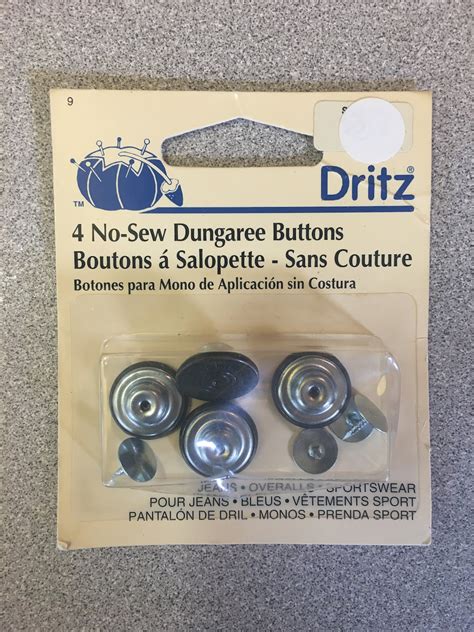 9
TM
Dritz®
4 No-Sew Dungaree Buttons
Boutons á Salopette - Sans Couture
Botones para Mono de Aplicación sin Costura
JEANS • OVERALLS • SPORTSWEAR
POUR JEANS • BLEUS • VÊTEMENTS SPORT
PANTALÓN DE DRIL • MONOS • PRENDA SPORT